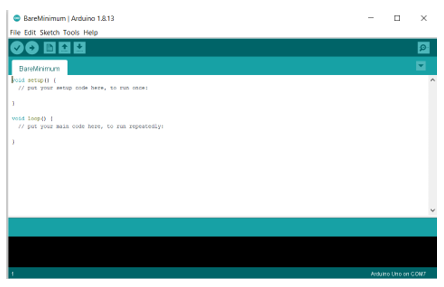 BareMinimum | Arduino 1.8.13
File Edit Sketch Tools Help
BareMinimum
void setup() {
// put your setup code here, to run once:
}
void loop() {
// put your main code here, to run repeatedly:
}
1
Arduino Uno on COM7